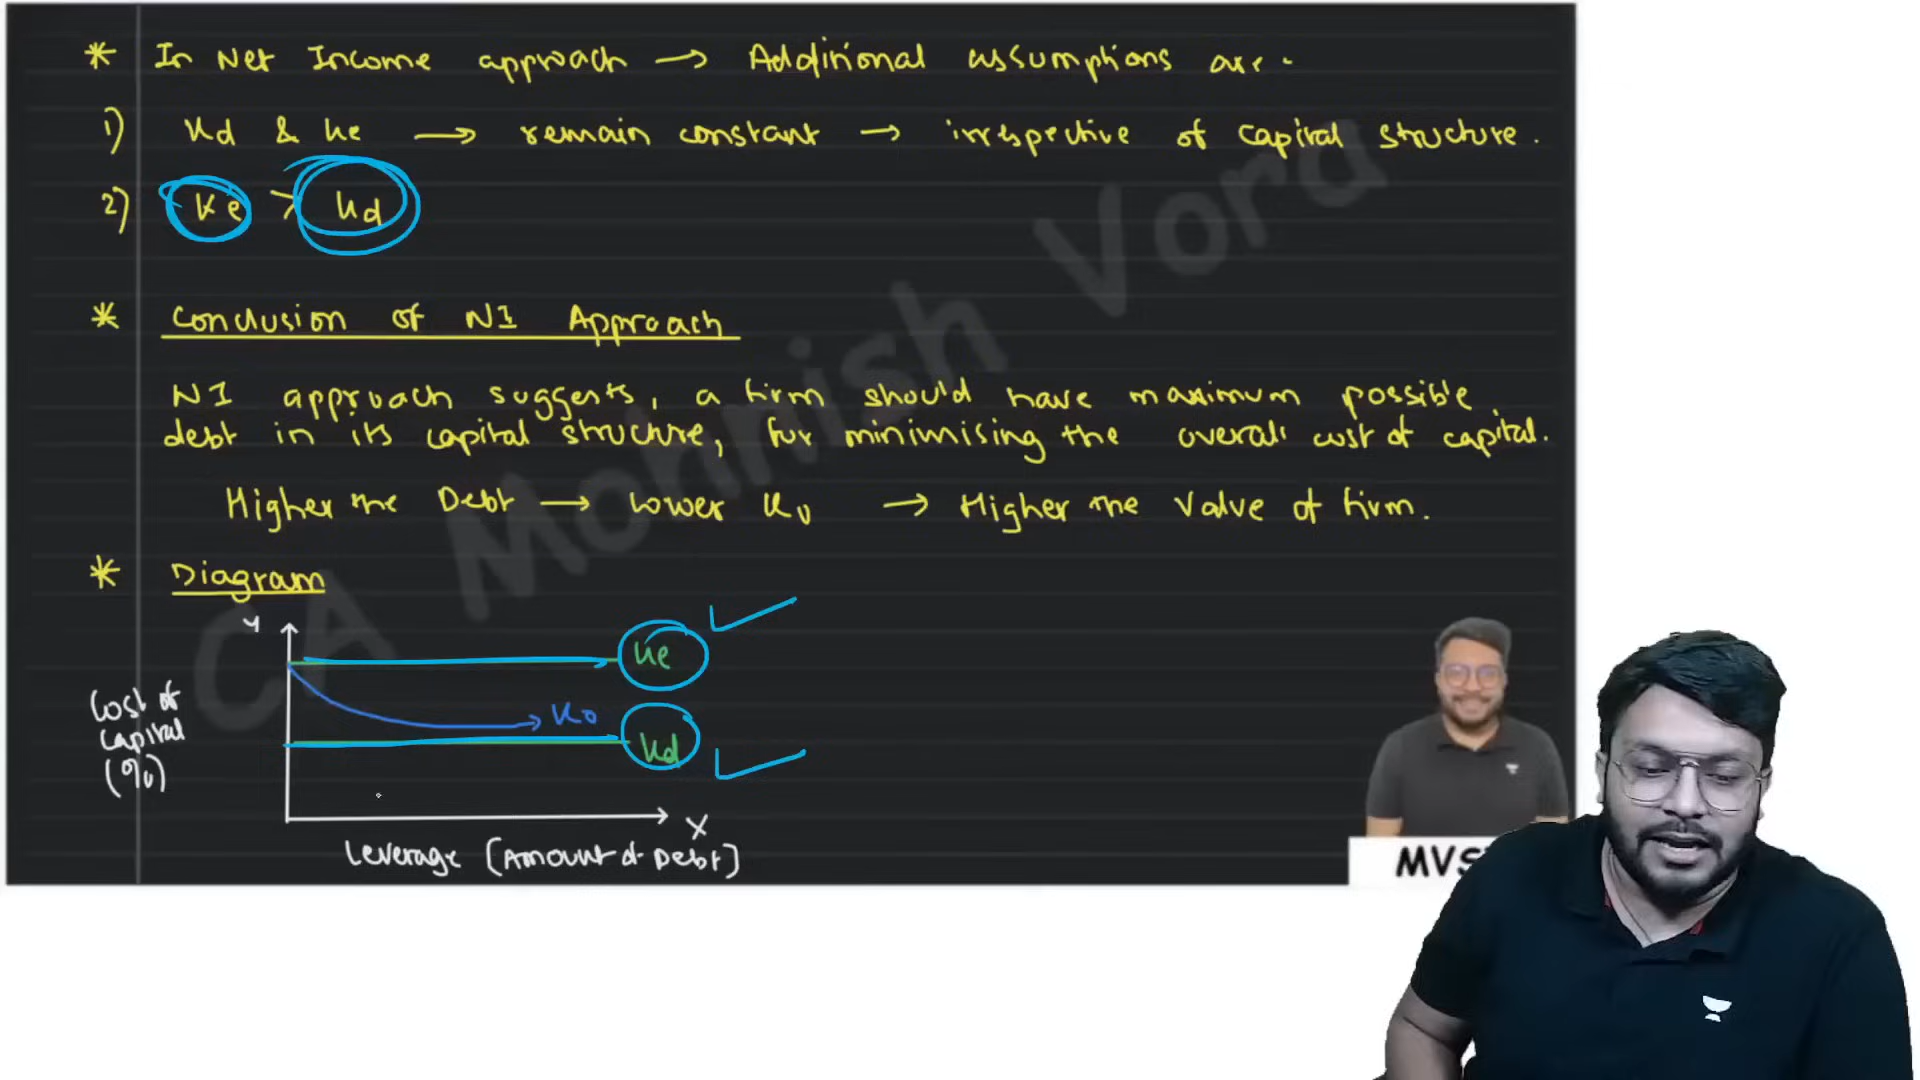 * In Net Income approach → Additional assumptions are.
1) Kd & Ke → remain constant → irrespective of capital structure.
2) Ke > Kd
* Conclusion of NI Approach
NI approach suggests, a firm should have maximum possible
debt in its capital structure, for minimising the overall cost of capital.
Higher the Debt → Lower Ko → Higher the Value of firm.
* Diagram
Y
Ke
Cost of
Capital
(%)
Ko
Kd
X
Leverage (Amount of Debt)
CA Mohnish Vora